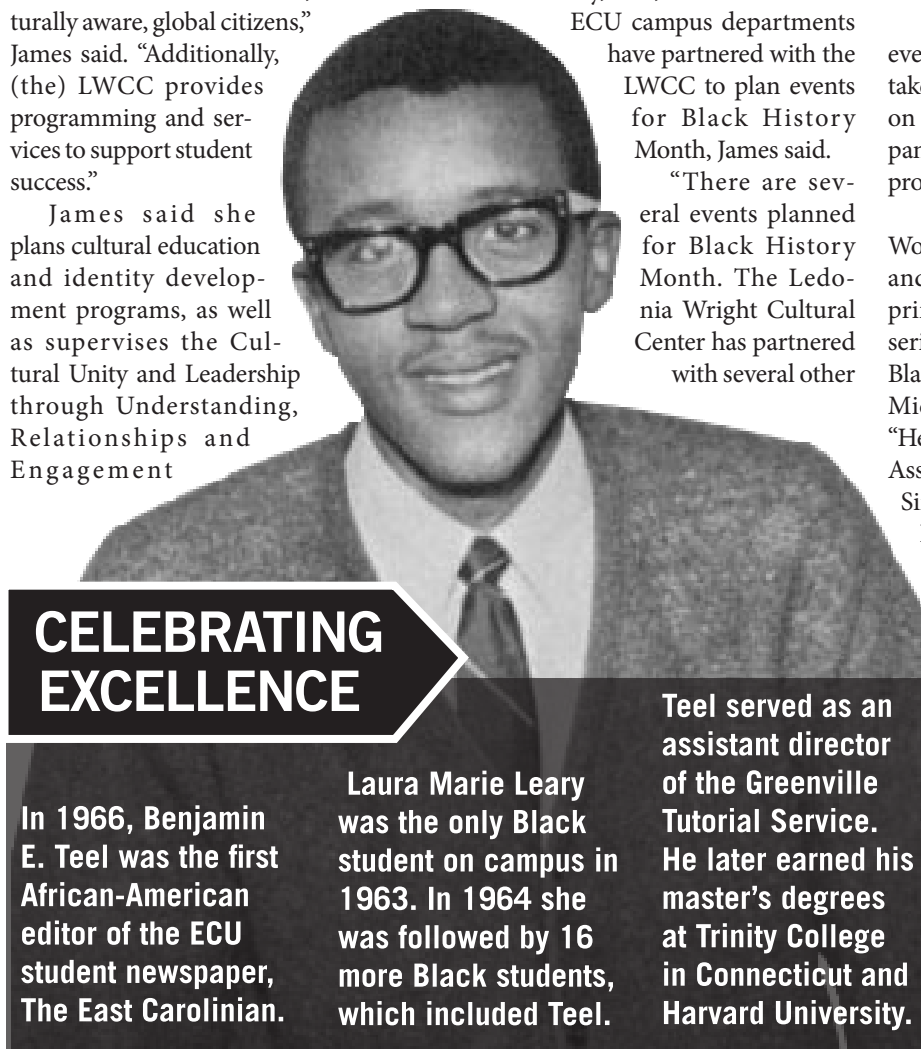 turally aware, global citizens,”
James said. “Additionally,
(the) LWCC provides
programming and ser-
vices to support student
success.”
James said she
plans cultural education
and identity develop-
ment programs, as well
as supervises the Cul-
tural Unity and Leadership
through Understanding,
Relationships and
Engagement
ECU campus departments
have partnered with the
LWCC to plan events
for Black History
Month, James said.
“There are sev-
eral events planned
for Black History
Month. The Ledo-
nia Wright Cultural
Center has partnered
with several other
CELEBRATING
EXCELLENCE
In 1966, Benjamin
E. Teel was the first
African-American
editor of the ECU
student newspaper,
The East Carolinian.
Laura Marie Leary
was the only Black
student on campus in
1963. In 1964 she
was followed by 16
more Black students,
which included Teel.
Teel served as an
assistant director
of the Greenville
Tutorial Service.
He later earned his
master’s degrees
at Trinity College
in Connecticut and
Harvard University.